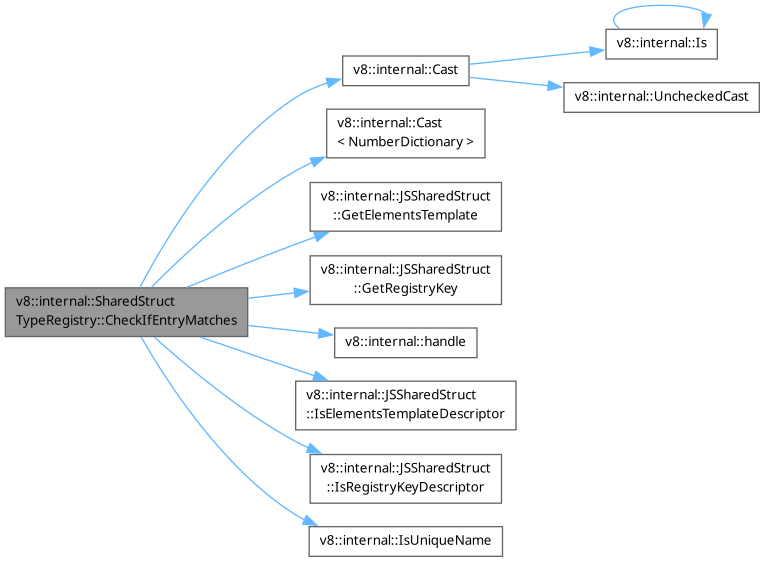 v8::internal::SharedStruct
TypeRegistry::CheckIfEntryMatches
v8::internal::Cast
v8::internal::Is
v8::internal::UncheckedCast
v8::internal::Cast
< NumberDictionary >
v8::internal::JSSharedStruct
::GetElementsTemplate
v8::internal::JSSharedStruct
::GetRegistryKey
v8::internal::handle
v8::internal::JSSharedStruct
::IsElementsTemplateDescriptor
v8::internal::JSSharedStruct
::IsRegistryKeyDescriptor
v8::internal::IsUniqueName